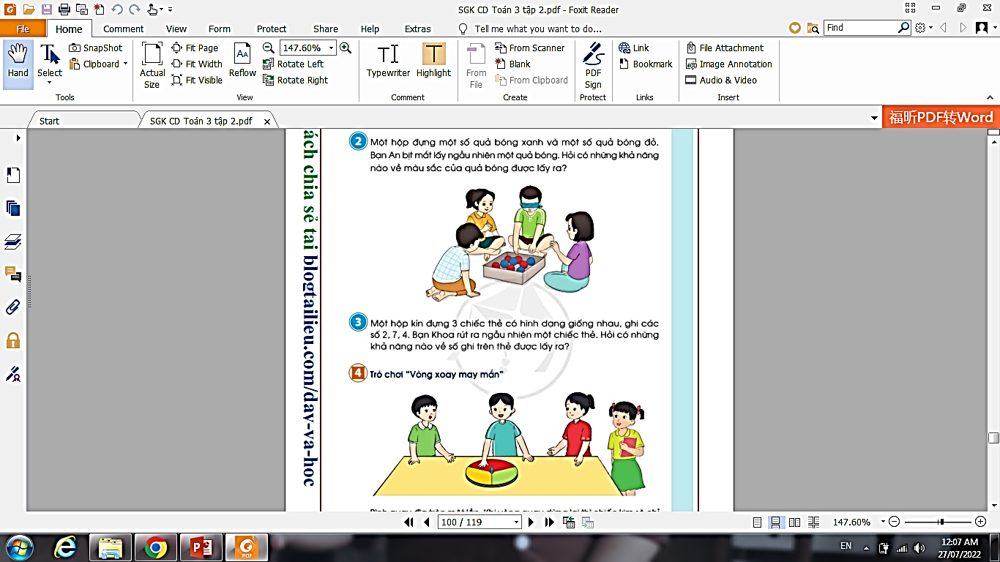 SGK CD Toán 3 tập 2.pdf - Foxit Reader
File Home Comment View Form Protect Share Help Extras Tell me what you want to do... Find
Hand
Select
SnapShot
Clipboard
Tools
Actual Size
Fit Page
Fit Width
Fit Visible
Reflow
147.60%
Rotate Left
Rotate Right
View
Typewriter
Highlight
Comment
From File
From Scanner
Blank
From Clipboard
Create
PDF Sign
Protect
Link
Bookmark
Links
File Attachment
Image Annotation
Audio & Video
Insert
Start
SGK CD Toán 3 tập 2.pdf
福昕PDF转Word
ách chia sẻ tai blogtailieu.com/day-va-hoc
2 Một hộp đựng một số quả bóng xanh và một số quả bóng đỏ.
Bạn An bịt mắt lấy ngẫu nhiên một quả bóng. Hỏi có những khả năng
nào về màu sắc của quả bóng được lấy ra?
3 Một hộp kín đựng 3 chiếc thẻ có hình dạng giống nhau, ghi các
số 2, 7, 4. Bạn Khoa rút ra ngẫu nhiên một chiếc thẻ. Hỏi có những
khả năng nào về số ghi trên thẻ được lấy ra?
4 Trò chơi “Vòng xoay may mắn”
100 / 119
147.60%
PDF
EN
12:07 AM
27/07/2022